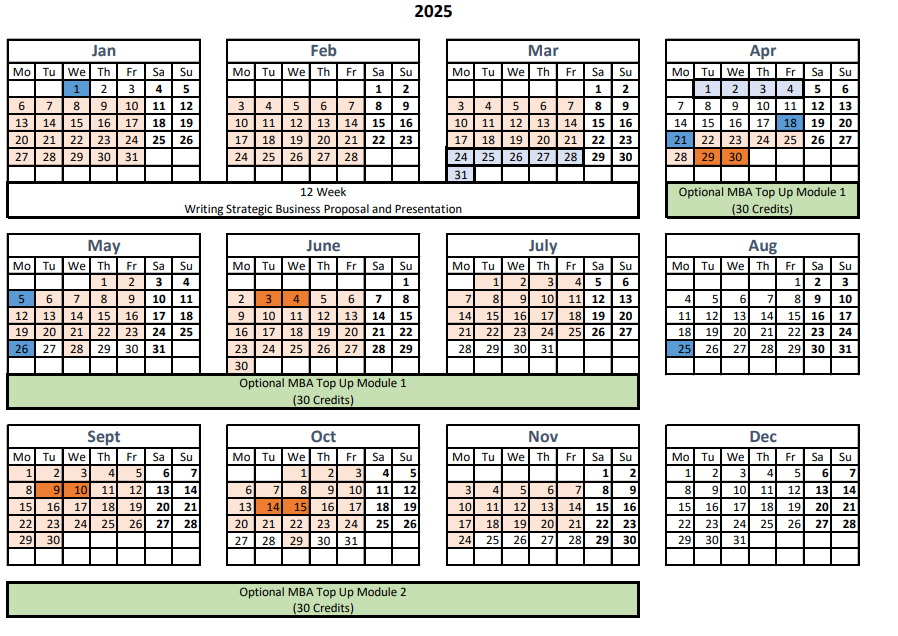 2025
Jan Feb Mar Apr
Mo Tu We Th Fr Sa Su Mo Tu We Th Fr Sa Su Mo Tu We Th Fr Sa Su Mo Tu We Th Fr Sa Su
1 2 3 4 5 1 2 1 2 1 2 3 4 5 6
6 7 8 9 10 11 12 3 4 5 6 7 8 9 3 4 5 6 7 8 9 7 8 9 10 11 12 13
13 14 15 16 17 18 19 10 11 12 13 14 15 16 10 11 12 13 14 15 16 14 15 16 17 18 19 20
20 21 22 23 24 25 26 17 18 19 20 21 22 23 17 18 19 20 21 22 23 21 22 23 24 25 26 27
27 28 29 30 31 24 25 26 27 28 24 25 26 27 28 29 30 28 29 30
31
12 Week
Writing Strategic Business Proposal and Presentation
Optional MBA Top Up Module 1
(30 Credits)
May June July Aug
Mo Tu We Th Fr Sa Su Mo Tu We Th Fr Sa Su Mo Tu We Th Fr Sa Su Mo Tu We Th Fr Sa Su
1 2 3 4 1 1 2 3 4 5 6 1 2 3
5 6 7 8 9 10 11 2 3 4 5 6 7 8 7 8 9 10 11 12 13 4 5 6 7 8 9 10
12 13 14 15 16 17 18 9 10 11 12 13 14 15 14 15 16 17 18 19 20 11 12 13 14 15 16 17
19 20 21 22 23 24 25 16 17 18 19 20 21 22 21 22 23 24 25 26 27 18 19 20 21 22 23 24
26 27 28 29 30 31 23 24 25 26 27 28 29 28 29 30 31 25 26 27 28 29 30 31
30
Optional MBA Top Up Module 1
(30 Credits)
Sept Oct Nov Dec
Mo Tu We Th Fr Sa Su Mo Tu We Th Fr Sa Su Mo Tu We Th Fr Sa Su Mo Tu We Th Fr Sa Su
1 2 3 4 5 6 7 1 2 3 4 5 1 2 1 2 3 4 5 6 7
8 9 10 11 12 13 14 6 7 8 9 10 11 12 3 4 5 6 7 8 9 8 9 10 11 12 13 14
15 16 17 18 19 20 21 13 14 15 16 17 18 19 10 11 12 13 14 15 16 15 16 17 18 19 20 21
22 23 24 25 26 27 28 20 21 22 23 24 25 26 17 18 19 20 21 22 23 22 23 24 25 26 27 28
29 30 27 28 29 30 31 24 25 26 27 28 29 30 29 30 31
Optional MBA Top Up Module 2
(30 Credits)